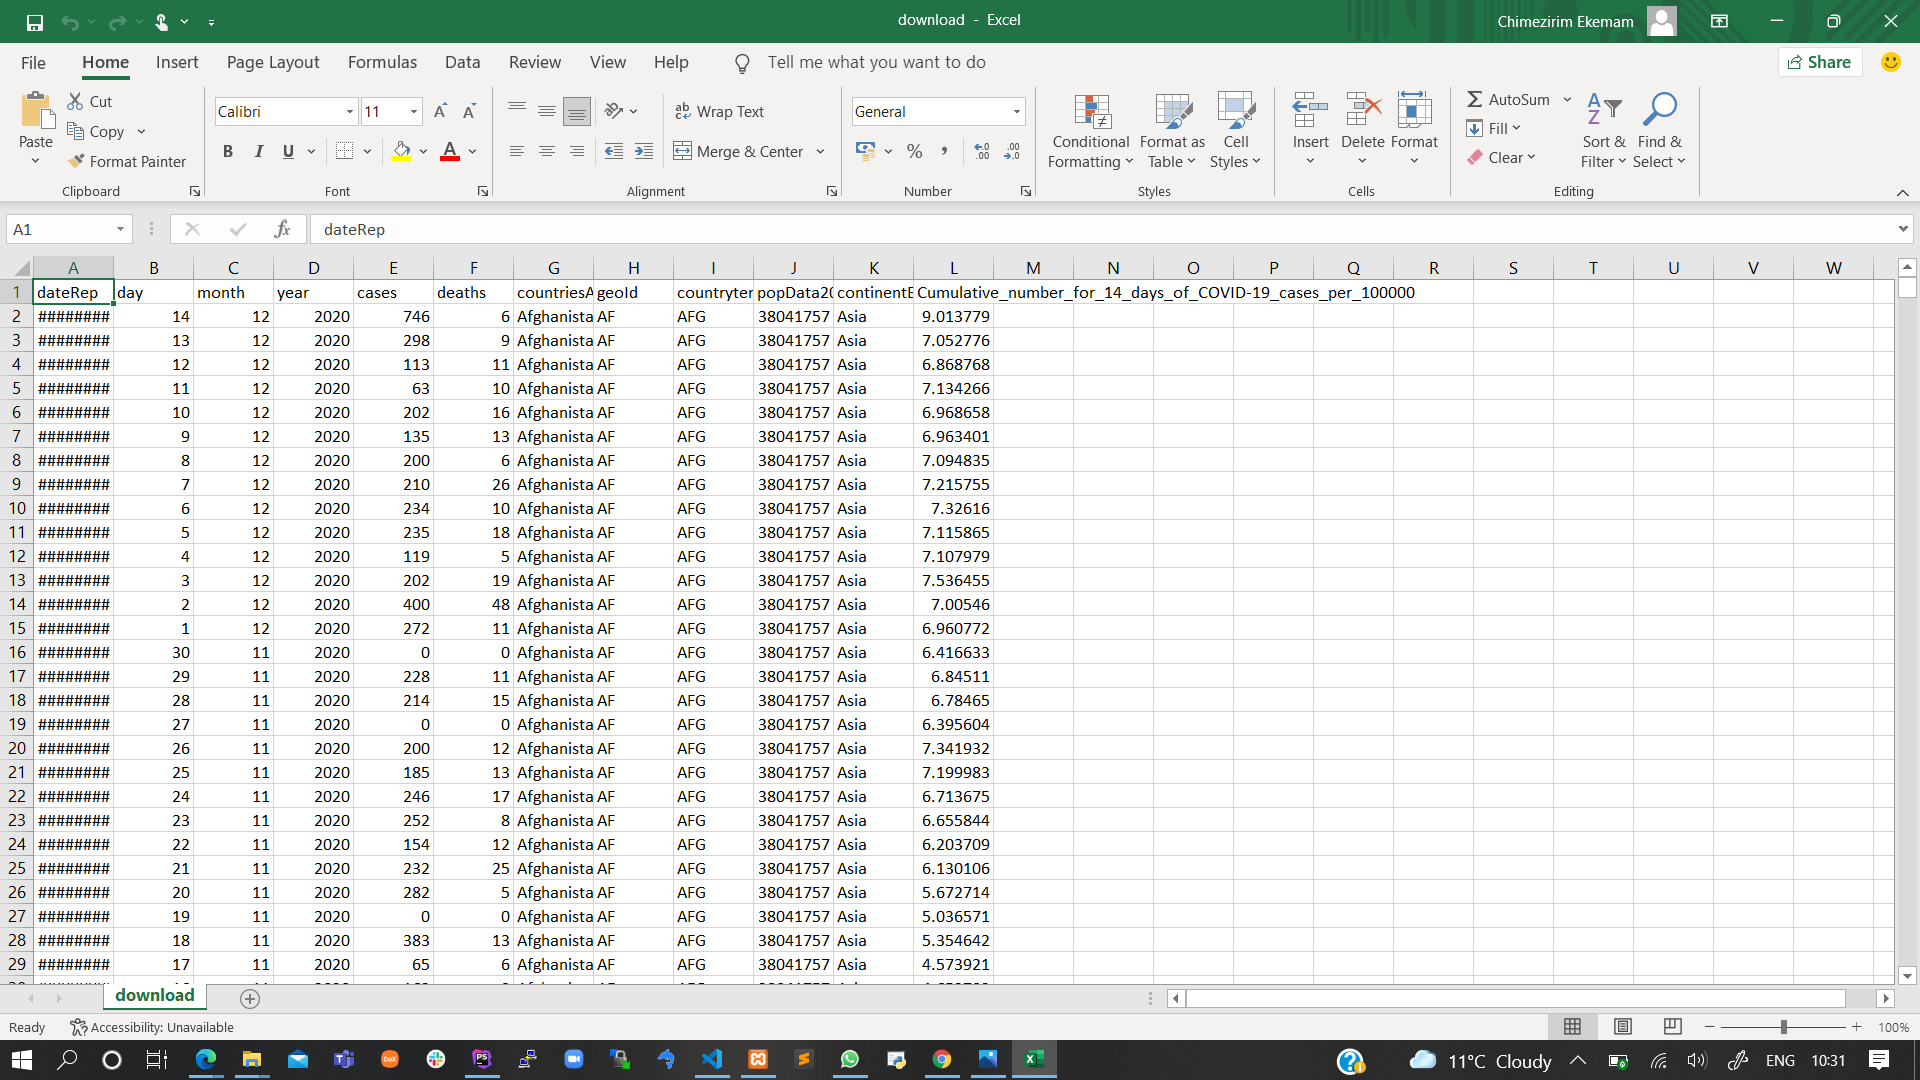 download - Excel
Chimezirim Ekemam
File Home Insert Page Layout Formulas Data Review View Help Tell me what you want to do Share
Paste Cut Copy Format Painter Clipboard
Calibri 11 B I U A A A Font
ab Wrap Text Merge & Center Alignment
General % , Number
Conditional Formatting Format as Table Cell Styles Styles
Insert Delete Format Cells
AutoSum Fill Clear Sort & Filter Find & Select Editing
A1 fx dateRep
A B C D E F G H I J K L M N O P Q R S T U V W
1 dateRep day month year cases deaths countriesA geoId countryter popData20 continentE Cumulative_number_for_14_days_of_COVID-19_cases_per_100000
2 ######## 14 12 2020 746 6 Afghanista AF AFG 38041757 Asia 9.013779
3 ######## 13 12 2020 298 9 Afghanista AF AFG 38041757 Asia 7.052776
4 ######## 12 12 2020 113 11 Afghanista AF AFG 38041757 Asia 6.868768
5 ######## 11 12 2020 63 10 Afghanista AF AFG 38041757 Asia 7.134266
6 ######## 10 12 2020 202 16 Afghanista AF AFG 38041757 Asia 6.968658
7 ######## 9 12 2020 135 13 Afghanista AF AFG 38041757 Asia 6.963401
8 ######## 8 12 2020 200 6 Afghanista AF AFG 38041757 Asia 7.094835
9 ######## 7 12 2020 210 26 Afghanista AF AFG 38041757 Asia 7.215755
10 ######## 6 12 2020 234 10 Afghanista AF AFG 38041757 Asia 7.32616
11 ######## 5 12 2020 235 18 Afghanista AF AFG 38041757 Asia 7.115865
12 ######## 4 12 2020 119 5 Afghanista AF AFG 38041757 Asia 7.107979
13 ######## 3 12 2020 202 19 Afghanista AF AFG 38041757 Asia 7.536455
14 ######## 2 12 2020 400 48 Afghanista AF AFG 38041757 Asia 7.00546
15 ######## 1 12 2020 272 11 Afghanista AF AFG 38041757 Asia 6.960772
16 ######## 30 11 2020 0 0 Afghanista AF AFG 38041757 Asia 6.416633
17 ######## 29 11 2020 228 11 Afghanista AF AFG 38041757 Asia 6.84511
18 ######## 28 11 2020 214 15 Afghanista AF AFG 38041757 Asia 6.78465
19 ######## 27 11 2020 0 0 Afghanista AF AFG 38041757 Asia 6.395604
20 ######## 26 11 2020 200 12 Afghanista AF AFG 38041757 Asia 7.341932
21 ######## 25 11 2020 185 13 Afghanista AF AFG 38041757 Asia 7.199983
22 ######## 24 11 2020 246 17 Afghanista AF AFG 38041757 Asia 6.713675
23 ######## 23 11 2020 252 8 Afghanista AF AFG 38041757 Asia 6.655844
24 ######## 22 11 2020 154 12 Afghanista AF AFG 38041757 Asia 6.203709
25 ######## 21 11 2020 232 25 Afghanista AF AFG 38041757 Asia 6.130106
26 ######## 20 11 2020 282 5 Afghanista AF AFG 38041757 Asia 5.672714
27 ######## 19 11 2020 0 0 Afghanista AF AFG 38041757 Asia 5.036571
28 ######## 18 11 2020 383 13 Afghanista AF AFG 38041757 Asia 5.354642
29 ######## 17 11 2020 65 6 Afghanista AF AFG 38041757 Asia 4.573921
download
Ready Accessibility: Unavailable 100%
11°C Cloudy ENG 10:31